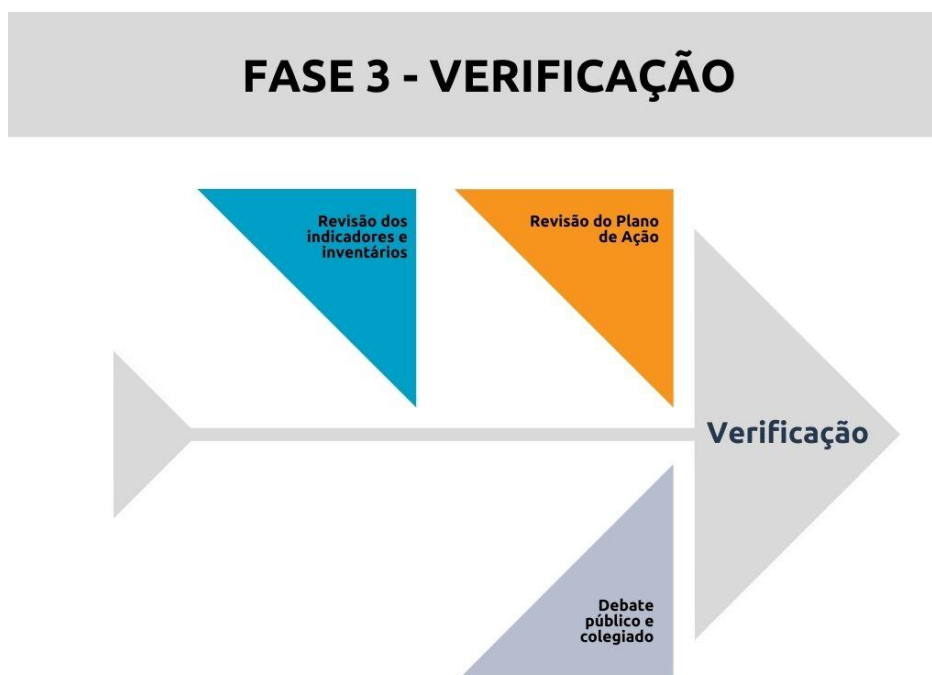 FASE 3 - VERIFICAÇÃO
Revisão dos
indicadores e
inventários
Revisão do Plano
de Ação
Verificação
Debate
público e
colegiado